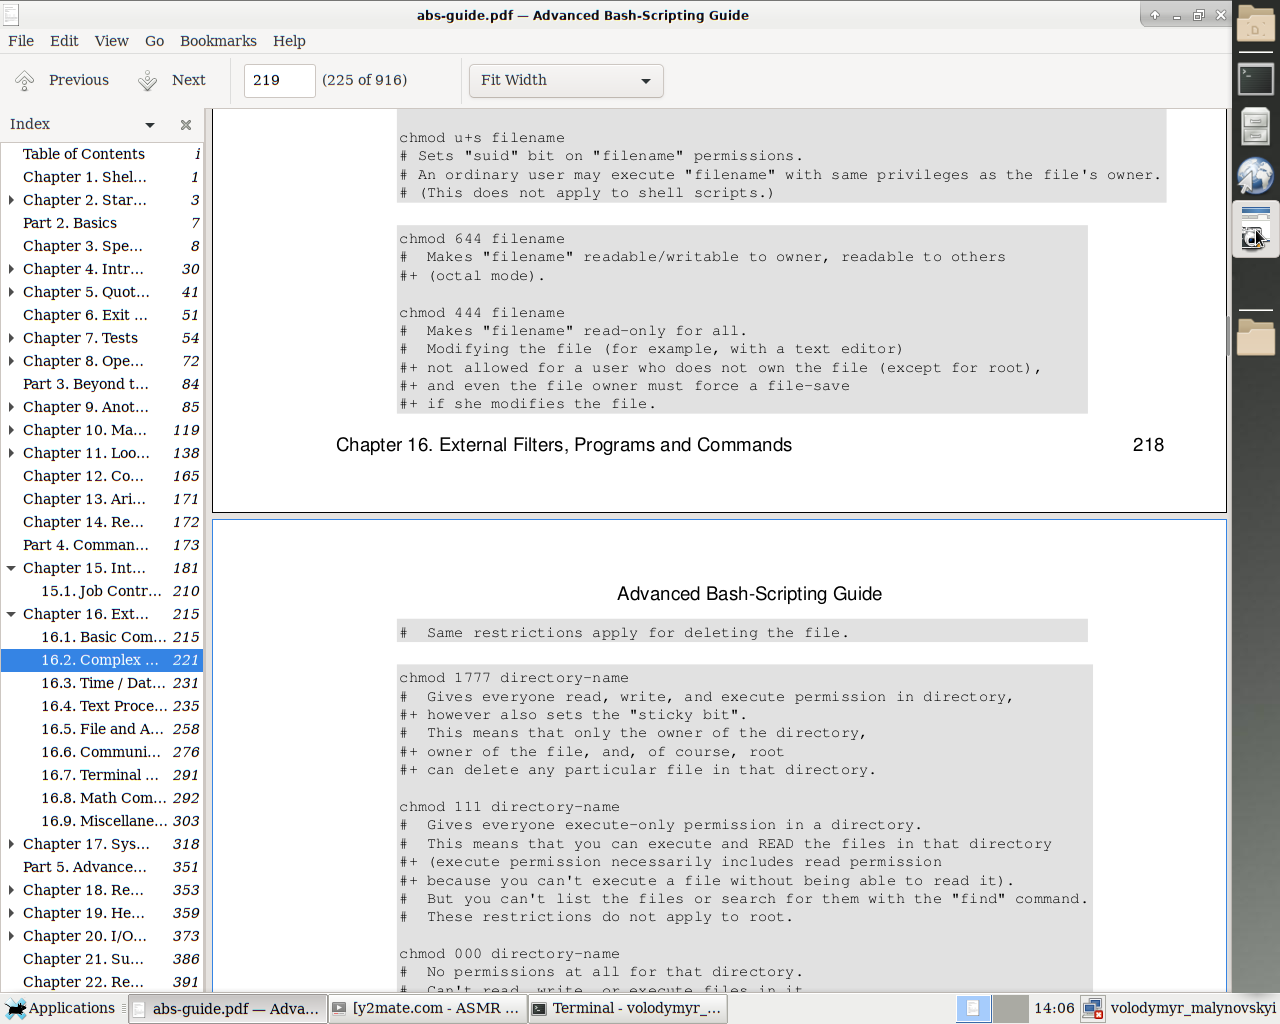 abs-guide.pdf — Advanced Bash-Scripting Guide
File Edit View Go Bookmarks Help
Previous Next 219 (225 of 916) Fit Width
Index
Table of Contents i
Chapter 1. Shel... 1
Chapter 2. Star... 3
Part 2. Basics 7
Chapter 3. Spe... 8
Chapter 4. Intr... 30
Chapter 5. Quot... 41
Chapter 6. Exit ... 51
Chapter 7. Tests 54
Chapter 8. Ope... 72
Part 3. Beyond t... 84
Chapter 9. Anot... 85
Chapter 10. Ma... 119
Chapter 11. Loo... 138
Chapter 12. Co... 165
Chapter 13. Ari... 171
Chapter 14. Re... 172
Part 4. Comman... 173
Chapter 15. Int... 181
15.1. Job Contr... 210
Chapter 16. Ext... 215
16.1. Basic Com... 215
16.2. Complex ... 221
16.3. Time / Dat... 231
16.4. Text Proce... 235
16.5. File and A... 258
16.6. Communi... 276
16.7. Terminal ... 291
16.8. Math Com... 292
16.9. Miscellane... 303
Chapter 17. Sys... 318
Part 5. Advance... 351
Chapter 18. Re... 353
Chapter 19. He... 359
Chapter 20. I/O... 373
Chapter 21. Su... 386
Chapter 22. Re... 391
chmod u+s filename
# Sets "suid" bit on "filename" permissions.
# An ordinary user may execute "filename" with same privileges as the file's owner.
# (This does not apply to shell scripts.)
chmod 644 filename
#  Makes "filename" readable/writable to owner, readable to others
#+ (octal mode).
chmod 444 filename
#  Makes "filename" read-only for all.
#  Modifying the file (for example, with a text editor)
#+ not allowed for a user who does not own the file (except for root),
#+ and even the file owner must force a file-save
#+ if she modifies the file.
Chapter 16. External Filters, Programs and Commands 218
Advanced Bash-Scripting Guide
#  Same restrictions apply for deleting the file.
chmod 1777 directory-name
#  Gives everyone read, write, and execute permission in directory,
#+ however also sets the "sticky bit".
#  This means that only the owner of the directory,
#+ owner of the file, and, of course, root
#+ can delete any particular file in that directory.
chmod 111 directory-name
#  Gives everyone execute-only permission in a directory.
#  This means that you can execute and READ the files in that directory
#+ (execute permission necessarily includes read permission
#+ because you can't execute a file without being able to read it).
#  But you can't list the files or search for them with the "find" command.
#  These restrictions do not apply to root.
chmod 000 directory-name
#  No permissions at all for that directory.
#  Can't read, write, or execute files in it
Applications abs-guide.pdf — Adva... [y2mate.com - ASMR ... Terminal - volodymyr_... 14:06 volodymyr_malynovskyi